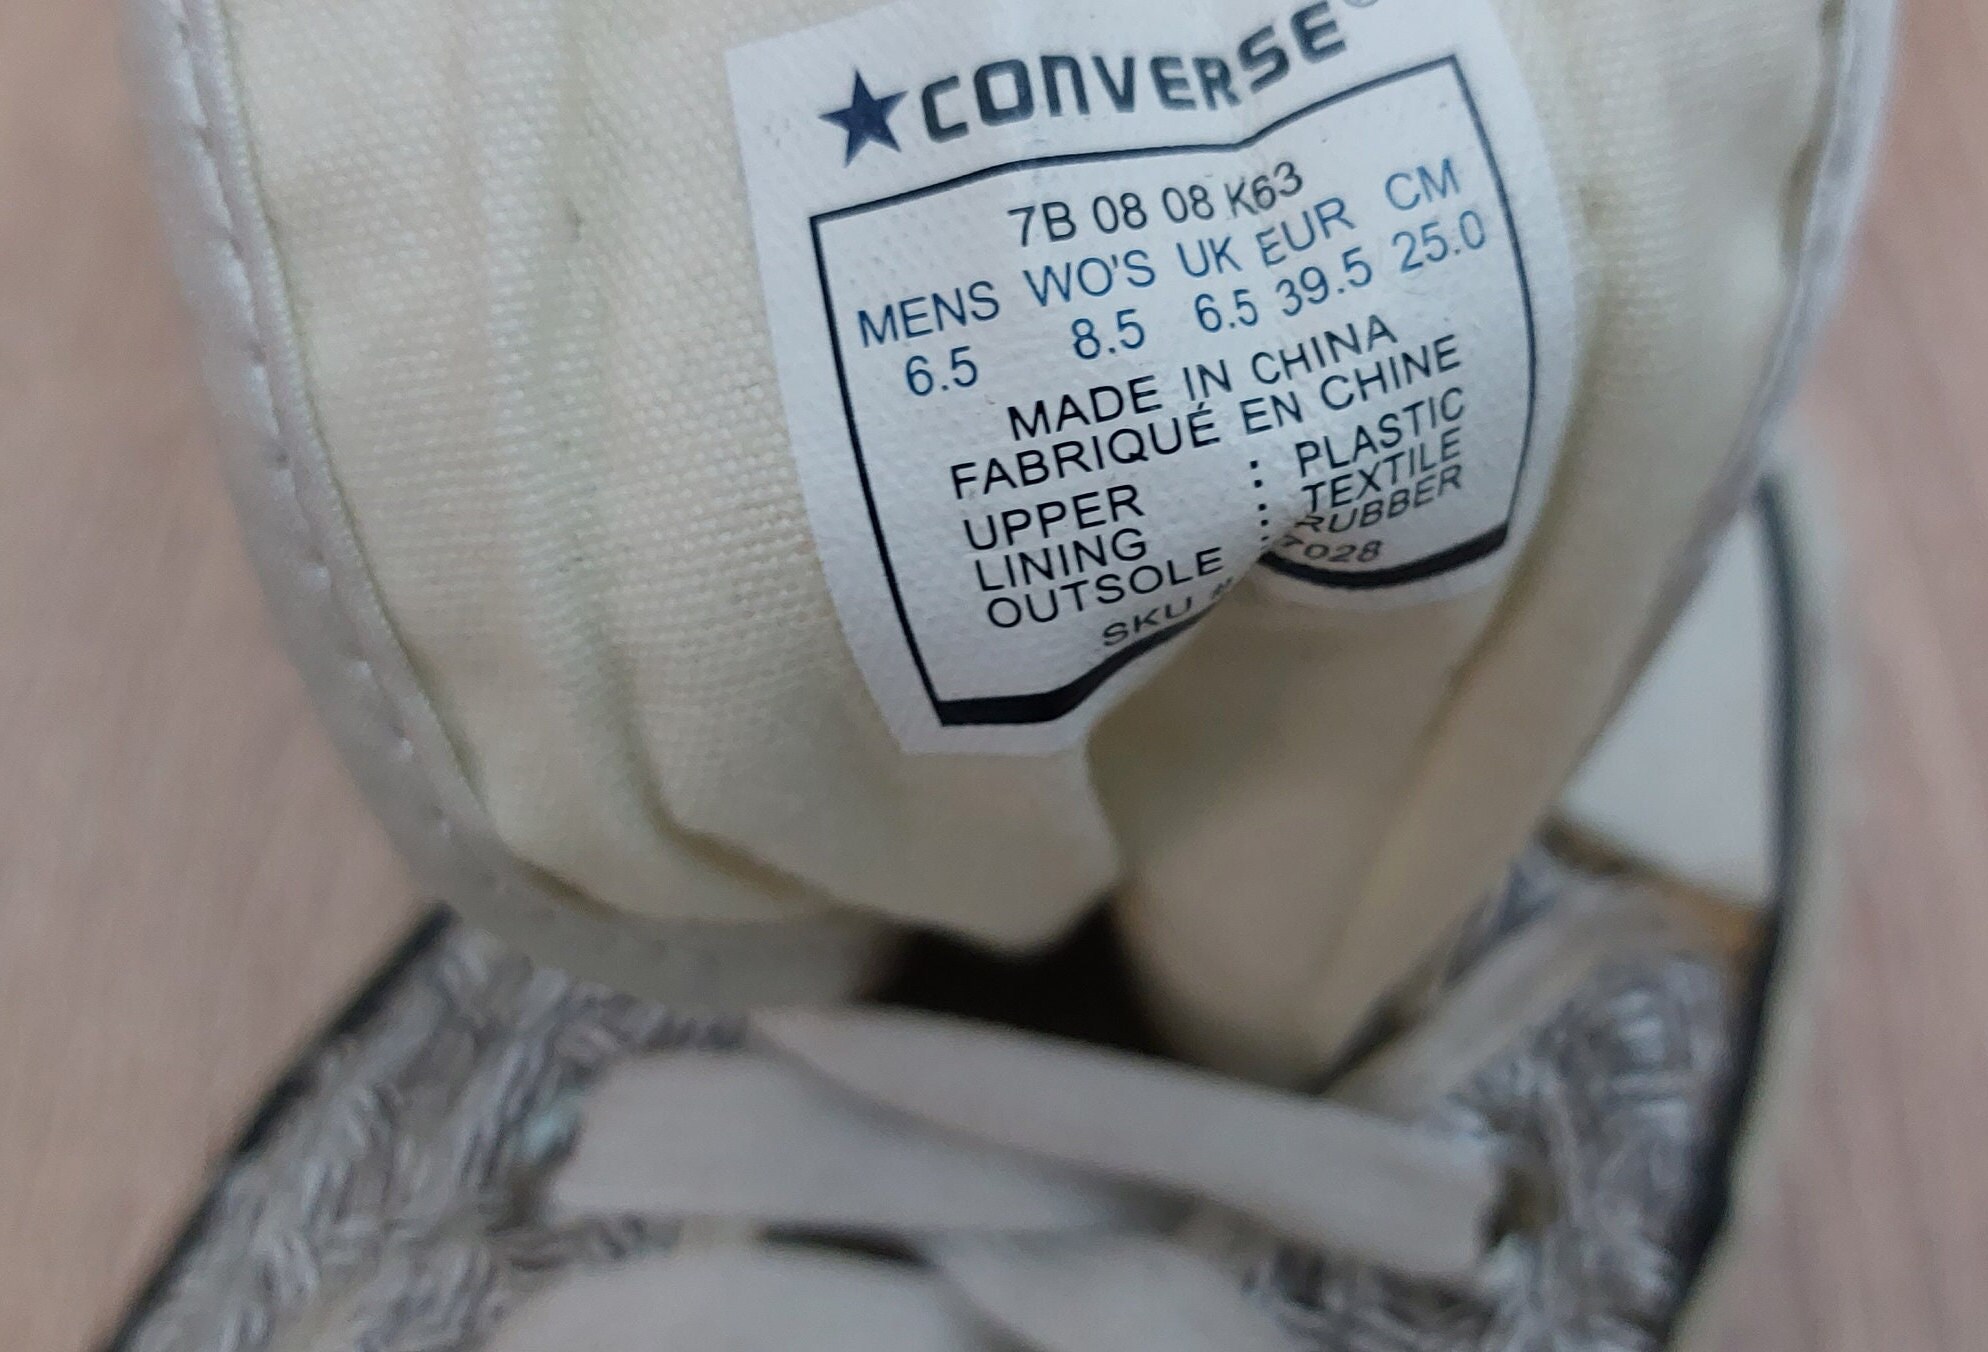 CONVERSE®
7B 08 08 K63
MENS WO'S UK EUR CM
6.5 8.5 6.5 39.5 25.0
MADE IN CHINA
FABRIQUÉ EN CHINE
UPPER : PLASTIC
LINING : TEXTILE
OUTSOLE : RUBBER
SKU